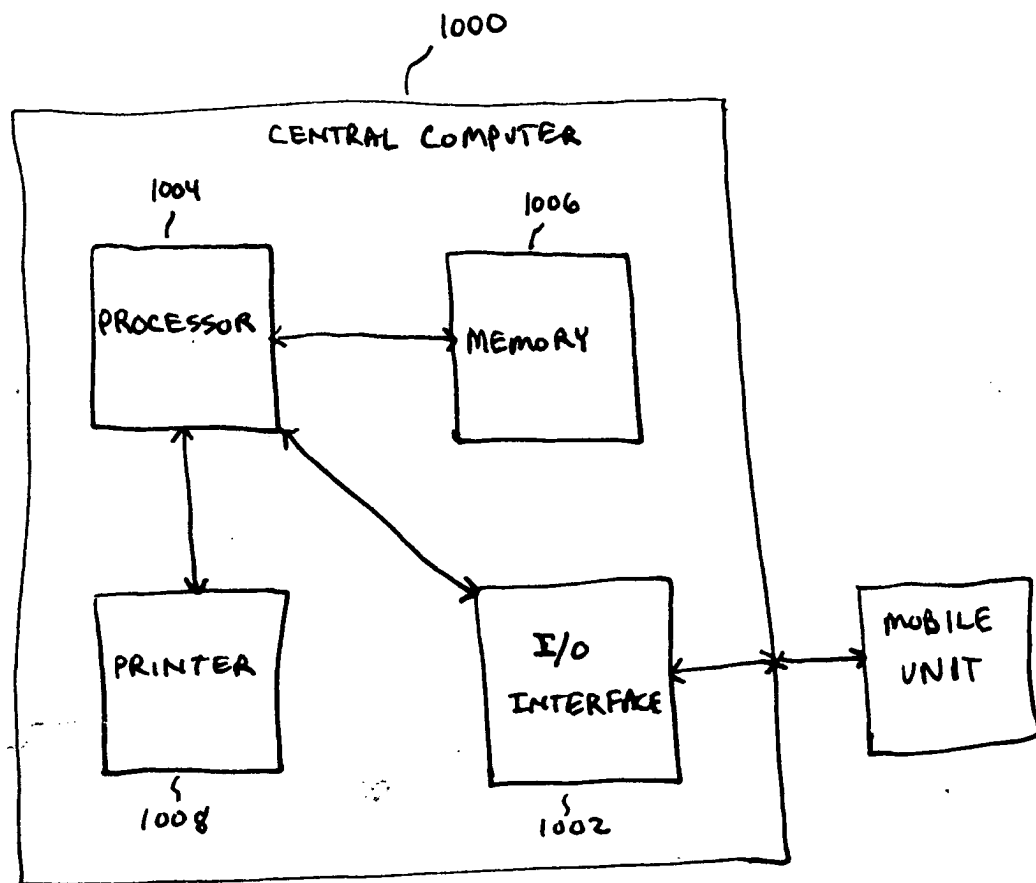 1000
CENTRAL COMPUTER
1004
1006
PROCESSOR
MEMORY
PRINTER
I/O
INTERFACE
MOBILE
UNIT
1008
1002